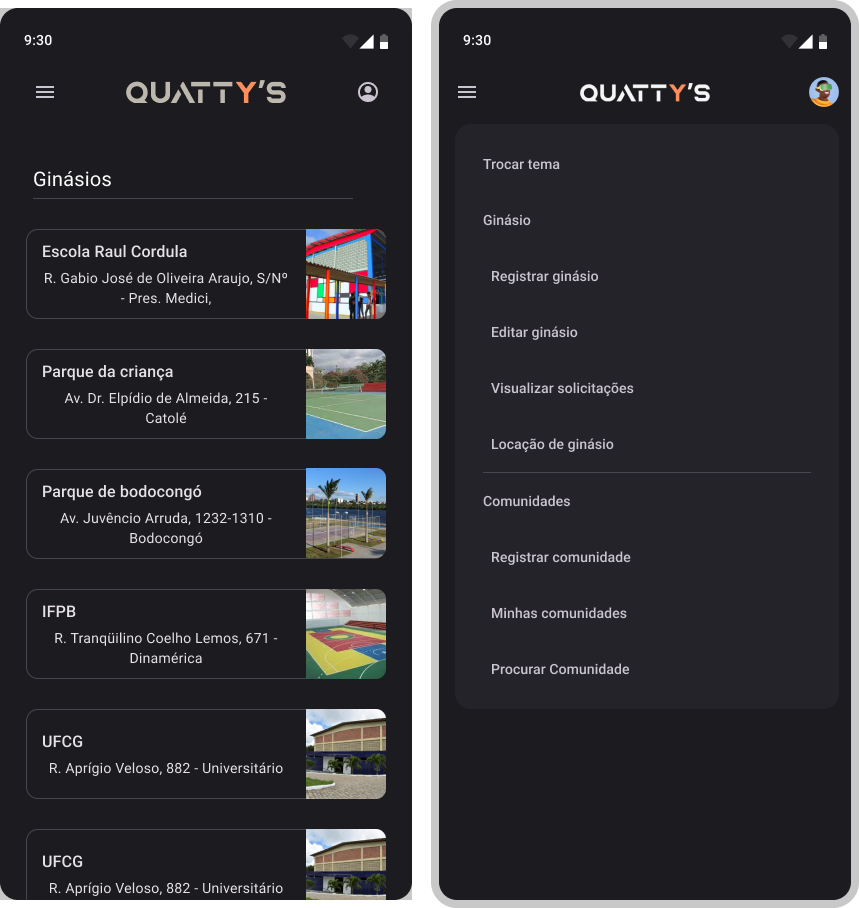 9:30
QUATTY'S
Ginásios
Escola Raul Cordula
R. Gabio José de Oliveira Araujo, S/Nº
- Pres. Medici,
Parque da criança
Av. Dr. Elpídio de Almeida, 215 -
Catolé
Parque de bodocongó
Av. Juvêncio Arruda, 1232-1310 -
Bodocongó
IFPB
R. Tranqüilino Coelho Lemos, 671 -
Dinamérica
UFCG
R. Aprígio Veloso, 882 - Universitário
UFCG
R. Aprígio Veloso, 882 - Universitário
9:30
QUATTY'S
Trocar tema
Ginásio
Registrar ginásio
Editar ginásio
Visualizar solicitações
Locação de ginásio
Comunidades
Registrar comunidade
Minhas comunidades
Procurar Comunidade